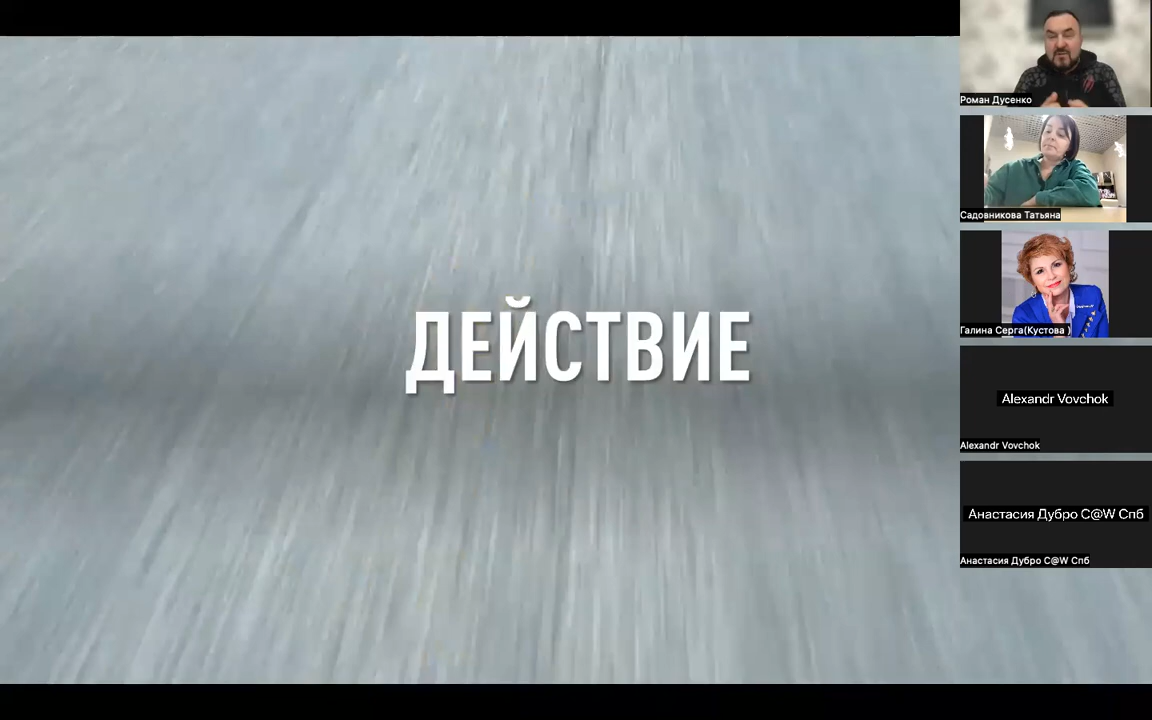 ДЕЙСТВИЕ
Роман Дусенко
Садовникова Татьяна
Галина Серга(Кустова )
Alexandr Vovchok
Alexandr Vovchok
Анастасия Дубро C@W Спб
Анастасия Дубро C@W Спб